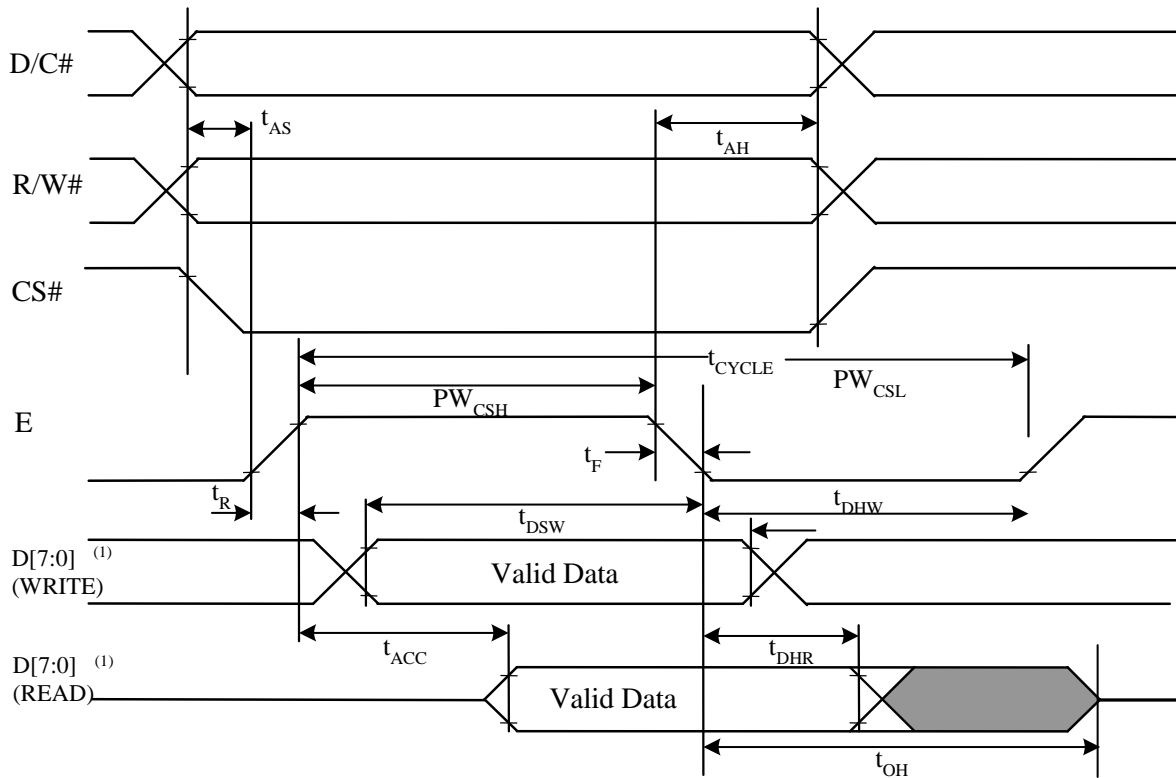 D/C#
t_AS
t_AH
R/W#
CS#
t_CYCLE
PW_CSL
PW_CSH
E
t_F
t_R
t_DHW
t_DSW
D[7:0] (1)
(WRITE)
Valid Data
t_ACC
t_DHR
D[7:0] (1)
(READ)
Valid Data
t_OH